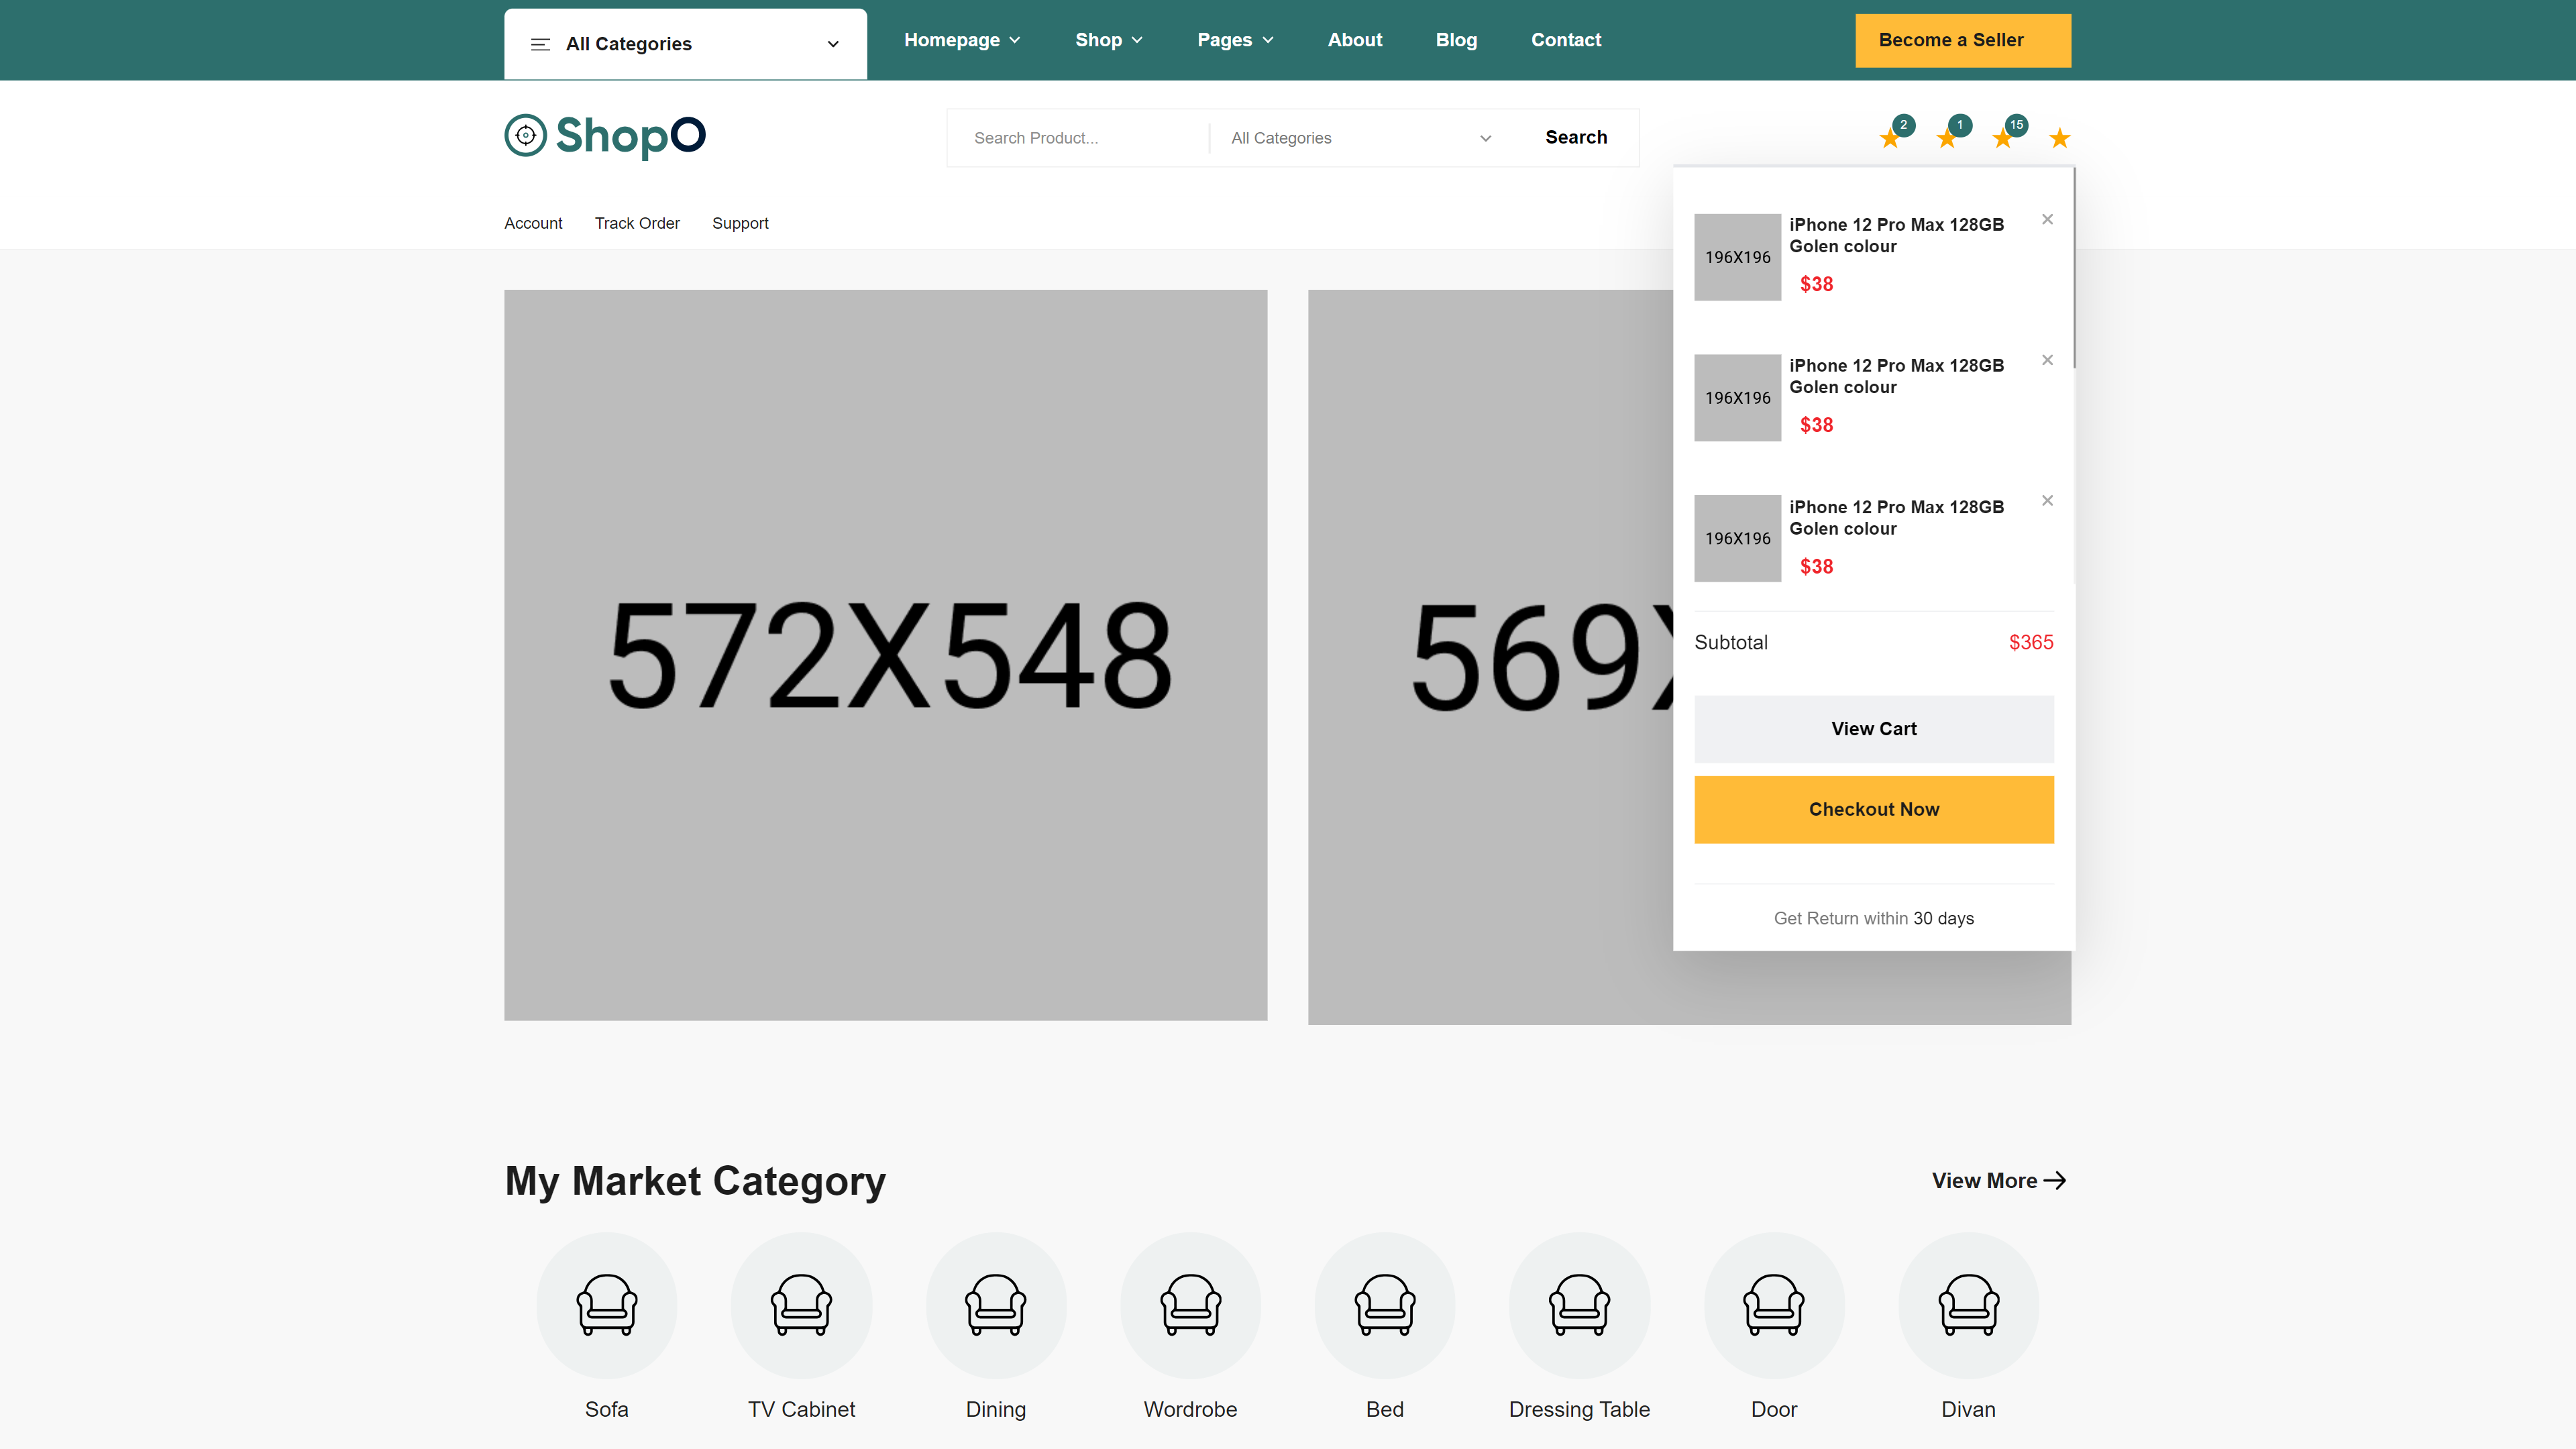 All Categories
Homepage
Shop
Pages
About
Blog
Contact
Become a Seller
ShopO
Search Product...
All Categories
Search
2
1
15
Account
Track Order
Support
572X548
569X
196X196
iPhone 12 Pro Max 128GB
Golen colour
$38
196X196
iPhone 12 Pro Max 128GB
Golen colour
$38
196X196
iPhone 12 Pro Max 128GB
Golen colour
$38
Subtotal
$365
View Cart
Checkout Now
Get Return within 30 days
My Market Category
View More
Sofa
TV Cabinet
Dining
Wordrobe
Bed
Dressing Table
Door
Divan